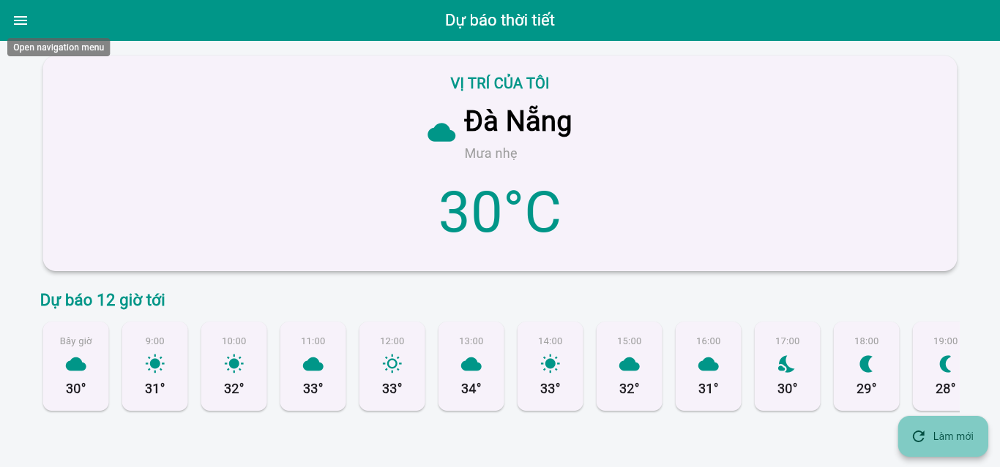 Dự báo thời tiết
Open navigation menu
VỊ TRÍ CỦA TÔI
Đà Nẵng
Mưa nhẹ
30°C
Dự báo 12 giờ tới
Bây giờ 9:00 10:00 11:00 12:00 13:00 14:00 15:00 16:00 17:00 18:00 19:00
30° 31° 32° 33° 33° 34° 33° 32° 31° 30° 29° 28°
Làm mới